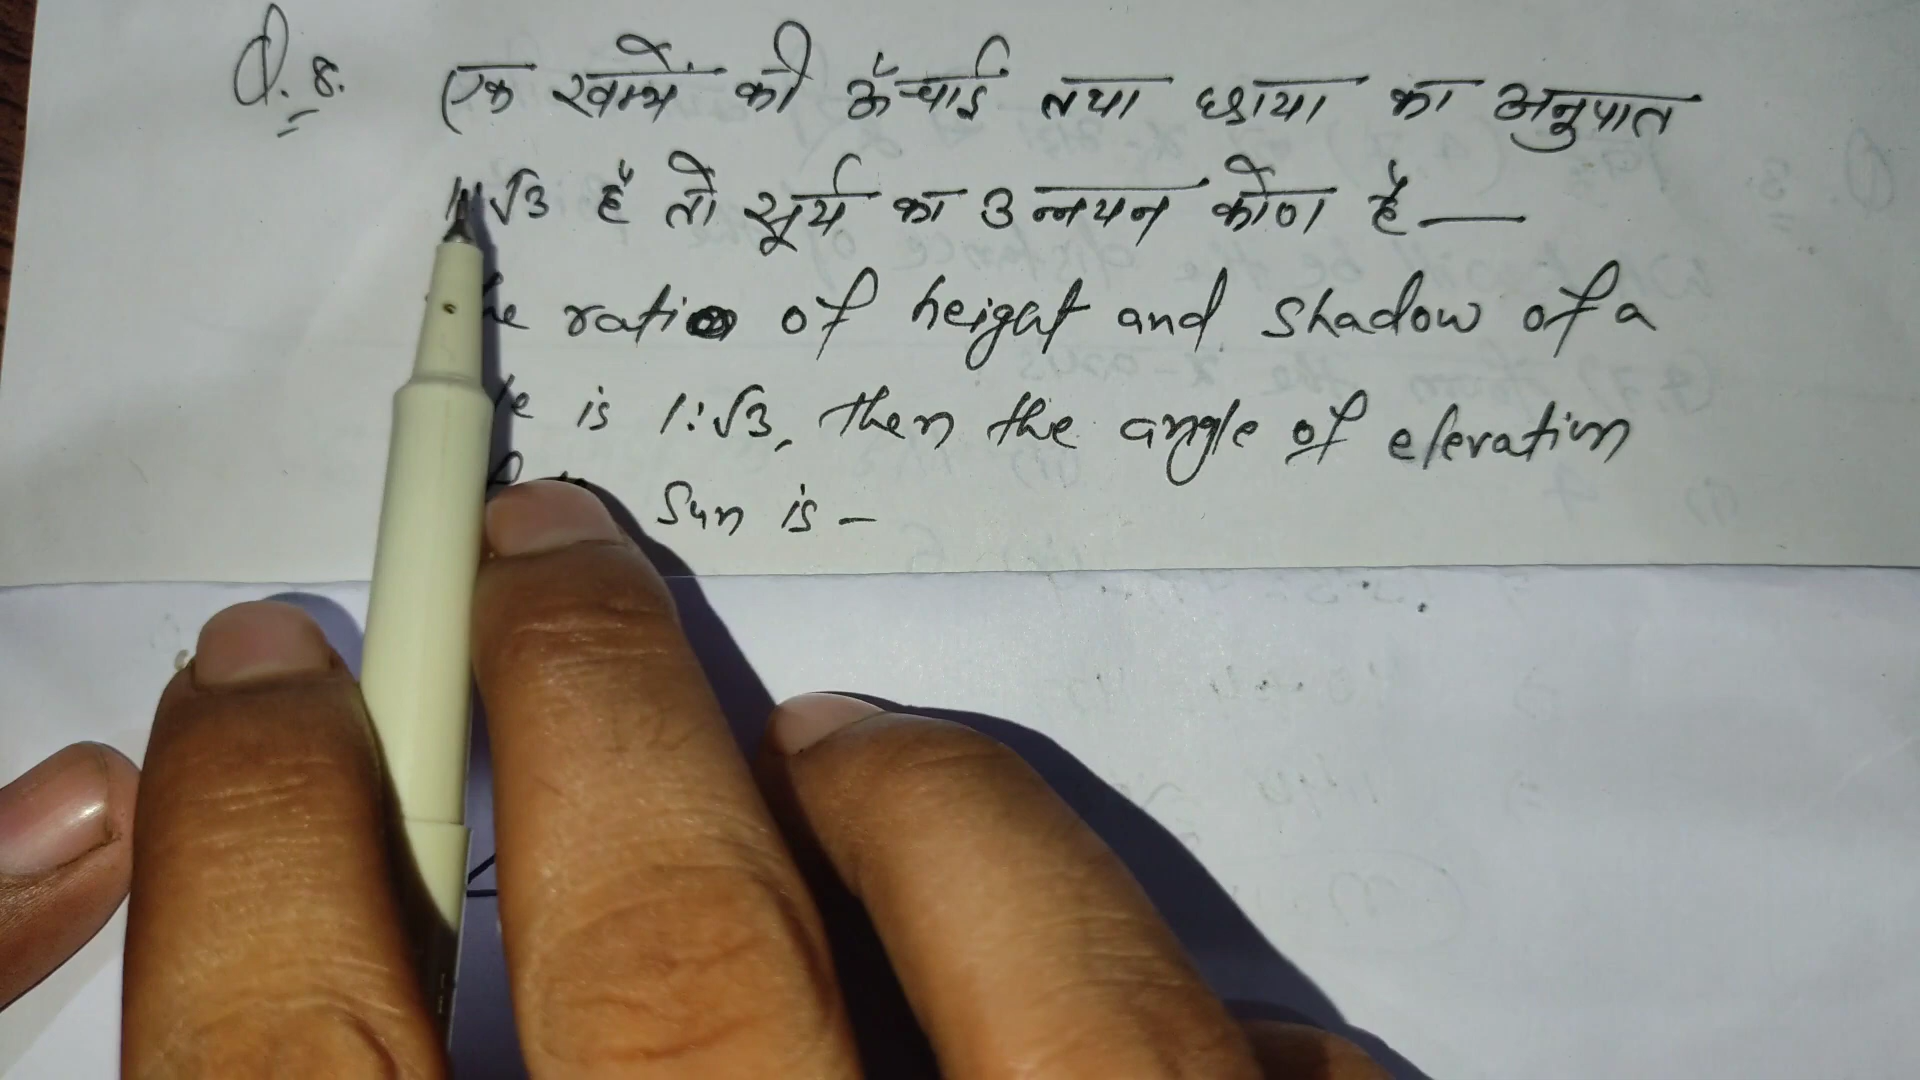 Q.8. एक खम्भे की ऊँचाई तथा छाया का अनुपात
√3 है तो सूर्य का उन्नयन कोण है —
ratio of height and shadow of a
is 1:√3, then the angle of elevation
Sun is -